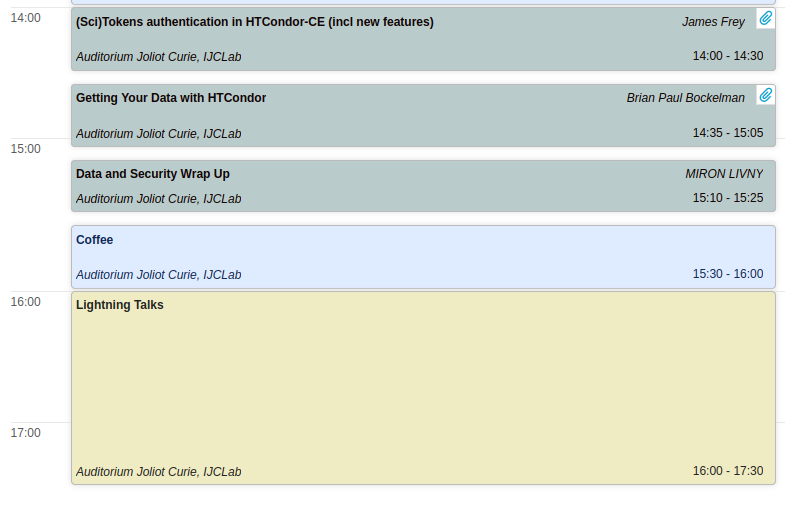 14:00
(Sci)Tokens authentication in HTCondor-CE (incl new features) James Frey
Auditorium Joliot Curie, IJCLab 14:00 - 14:30
Getting Your Data with HTCondor Brian Paul Bockelman
Auditorium Joliot Curie, IJCLab 14:35 - 15:05
15:00
Data and Security Wrap Up MIRON LIVNY
Auditorium Joliot Curie, IJCLab 15:10 - 15:25
Coffee
Auditorium Joliot Curie, IJCLab 15:30 - 16:00
16:00
Lightning Talks
17:00
Auditorium Joliot Curie, IJCLab 16:00 - 17:30